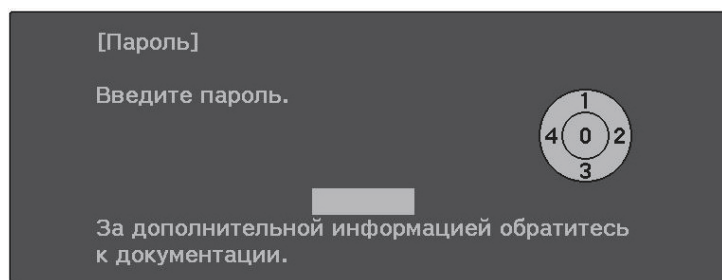 [Пароль]
Введите пароль.
1
4 0 2
3
За дополнительной информацией обратитесь
к документации.